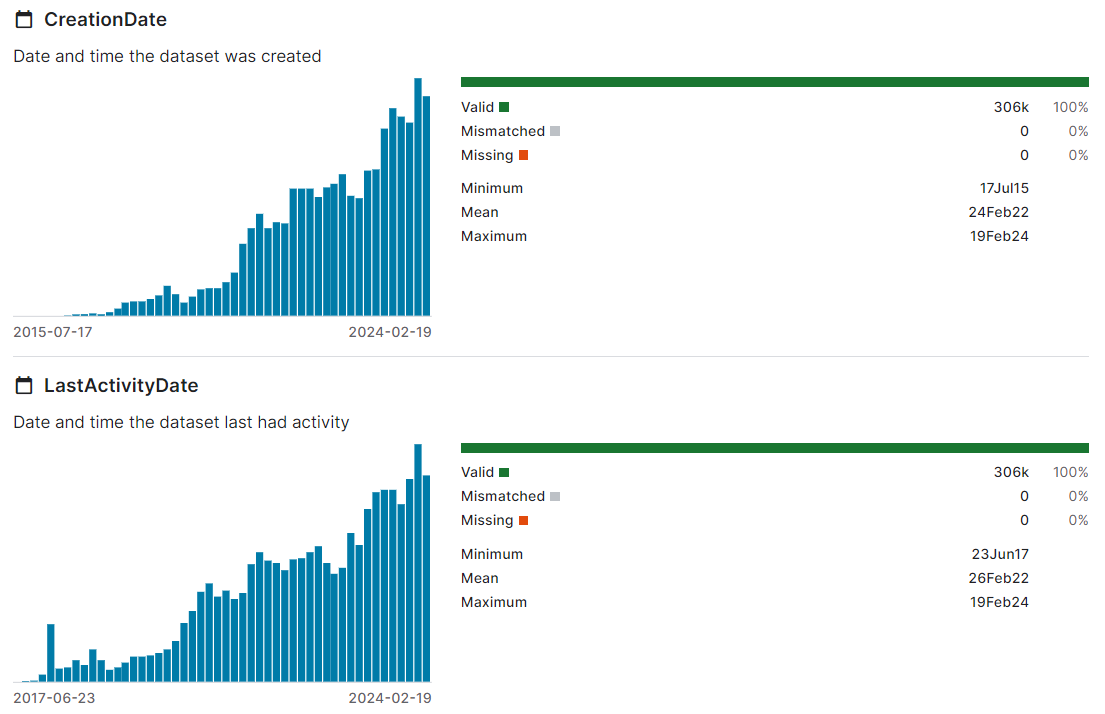 CreationDate
Date and time the dataset was created
Valid 306k 100%
Mismatched 0 0%
Missing 0 0%
Minimum 17Jul15
Mean 24Feb22
Maximum 19Feb24
2015-07-17 2024-02-19
LastActivityDate
Date and time the dataset last had activity
Valid 306k 100%
Mismatched 0 0%
Missing 0 0%
Minimum 23Jun17
Mean 26Feb22
Maximum 19Feb24
2017-06-23 2024-02-19